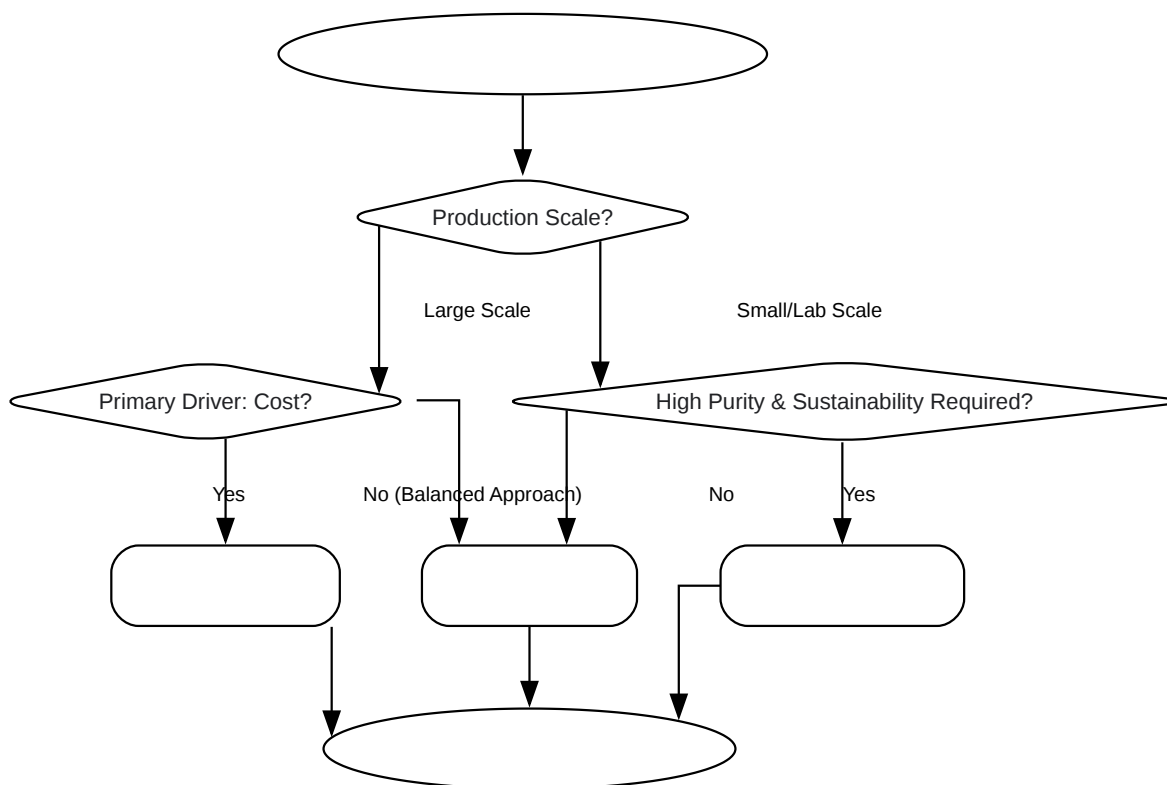 Production Scale?
Large Scale
Small/Lab Scale
Primary Driver: Cost?
High Purity & Sustainability Required?
Yes
No (Balanced Approach)
No
Yes